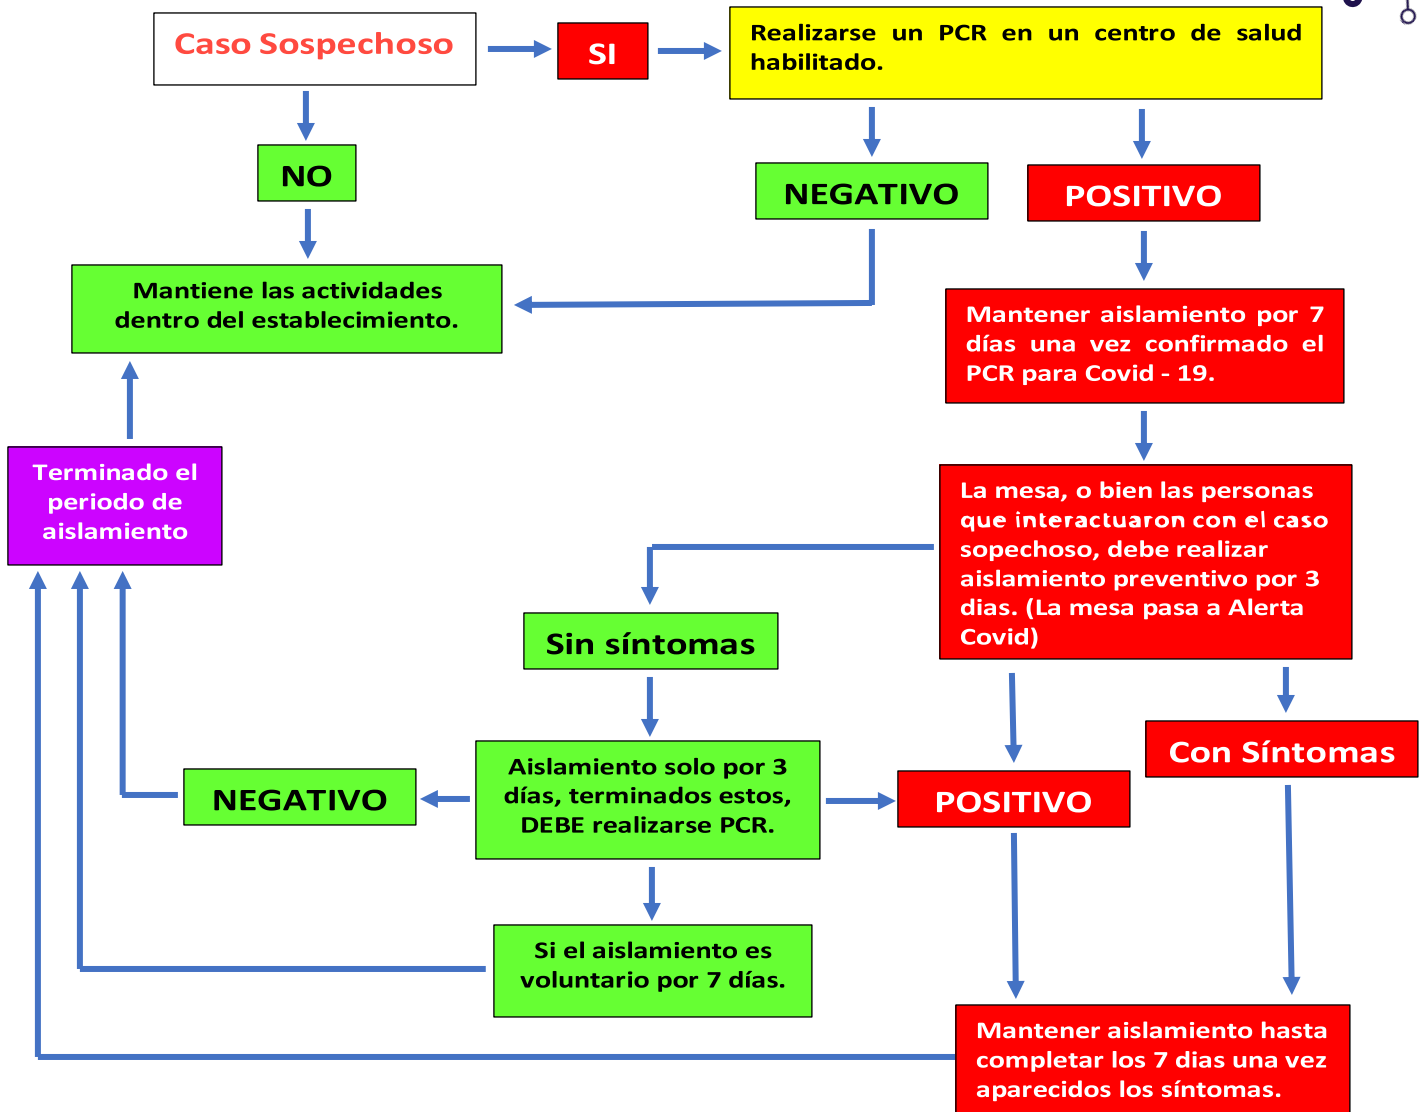 Caso Sospechoso
SI
Realizarse un PCR en un centro de salud
habilitado.
NO
NEGATIVO
POSITIVO
Mantiene las actividades
dentro del establecimiento.
Mantener aislamiento por 7
días una vez confirmado el
PCR para Covid - 19.
Terminado el
periodo de
aislamiento
La mesa, o bien las personas
que interactuaron con el caso
sopechoso, debe realizar
aislamiento preventivo por 3
dias. (La mesa pasa a Alerta
Covid)
Sin síntomas
Con Síntomas
Aislamiento solo por 3
días, terminados estos,
DEBE realizarse PCR.
NEGATIVO
POSITIVO
Si el aislamiento es
voluntario por 7 días.
Mantener aislamiento hasta
completar los 7 dias una vez
aparecidos los síntomas.